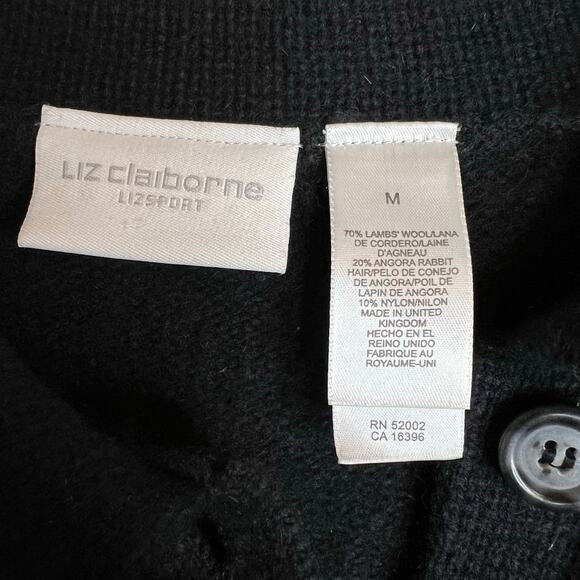 Liz claiborne
LIZSPORT
M
70% LAMBS' WOOL/LANA
DE CORDERO/LAINE
D'AGNEAU
20% ANGORA RABBIT
HAIR/PELO DE CONEJO
DE ANGORA/POIL DE
LAPIN DE ANGORA
10% NYLON/NILON
MADE IN UNITED
KINGDOM
HECHO EN EL
REINO UNIDO
FABRIQUE AU
ROYAUME-UNI
RN 52002
CA 16396